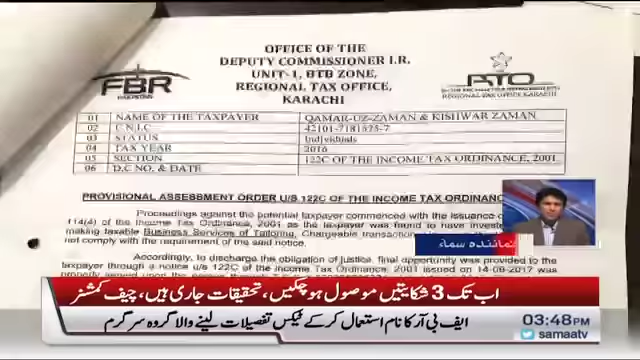 OFFICE OF THE
DEPUTY COMMISSIONER I.R.
UNIT-1, BTB ZONE,
REGIONAL TAX OFFICE,
KARACHI
FBR
PAKISTAN
RTO
REGIONAL TAX OFFICE KARACHI
01 NAME OF THE TAXPAYER QAMAR-UZ-ZAMAN & KISHWAR ZAMAN
02 C.N.I.C 42101-7181575-7
03 STATUS Individuals
04 TAX YEAR 2016
05 SECTION 122C OF THE INCOME TAX ORDINANCE, 2001
06 D.C NO. & DATE
PROVISIONAL ASSESSMENT ORDER U/S 122C OF THE INCOME TAX ORDINANC
Proceedings against the potential taxpayer commenced with the issuance
114(4) of the Income Tax Ordinance, 2001 as the taxpayer was found to have invest
making taxable Business Services of Tailoring. Chargeable transaction
not comply with the requirement of the said notice.
Accordingly, to discharge the obligation of justice, final opportunity was provided to the
taxpayer through a notice u/s 122C of the Income Tax Ordinance, 2001 issued on 14-09-2017
نمائندہ سماء
اب تک 3 شکایتیں موصول ہوچکیں، تحقیقات جاری ہیں، چیف کمشنر
ایف بی آر کا نام استعمال کر کے ٹیکس تفصیلات لینے والا گروہ سرگرم
03:48PM
samaatv